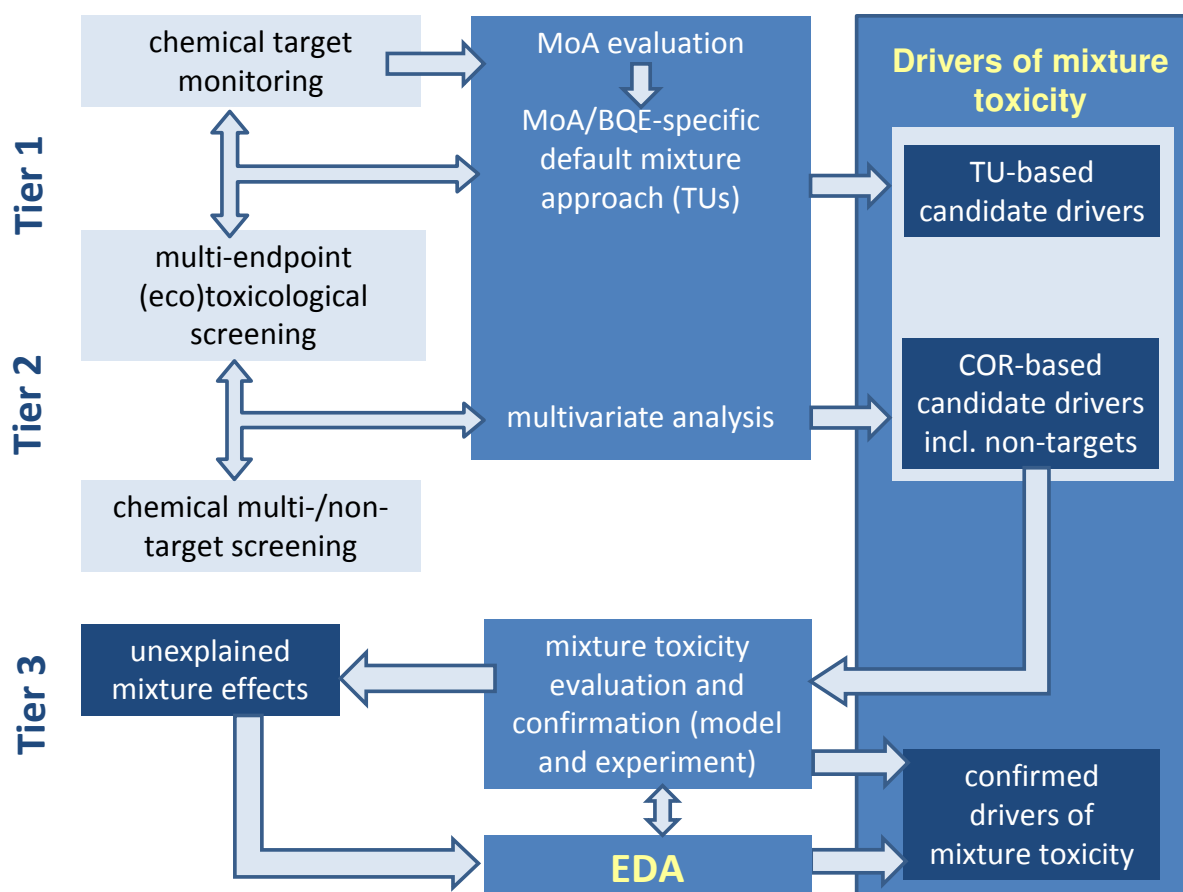 Tier 1
chemical target
monitoring
MoA evaluation
MoA/BQE-specific
default mixture
approach (TUs)
Drivers of mixture
toxicity
TU-based
candidate drivers
multi-endpoint
(eco)toxicological
screening
Tier 2
multivariate analysis
COR-based
candidate drivers
incl. non-targets
chemical multi-/non-
target screening
Tier 3
unexplained
mixture effects
mixture toxicity
evaluation and
confirmation (model
and experiment)
EDA
confirmed
drivers of
mixture toxicity